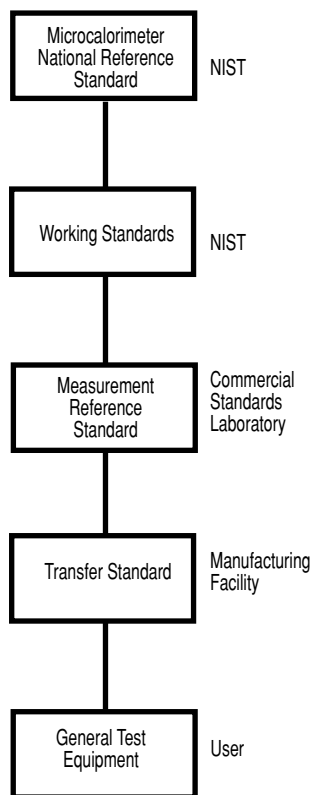 Microcalorimeter
National Reference
Standard
NIST
Working Standards
NIST
Measurement
Reference
Standard
Commercial
Standards
Laboratory
Transfer Standard
Manufacturing
Facility
General Test
Equipment
User